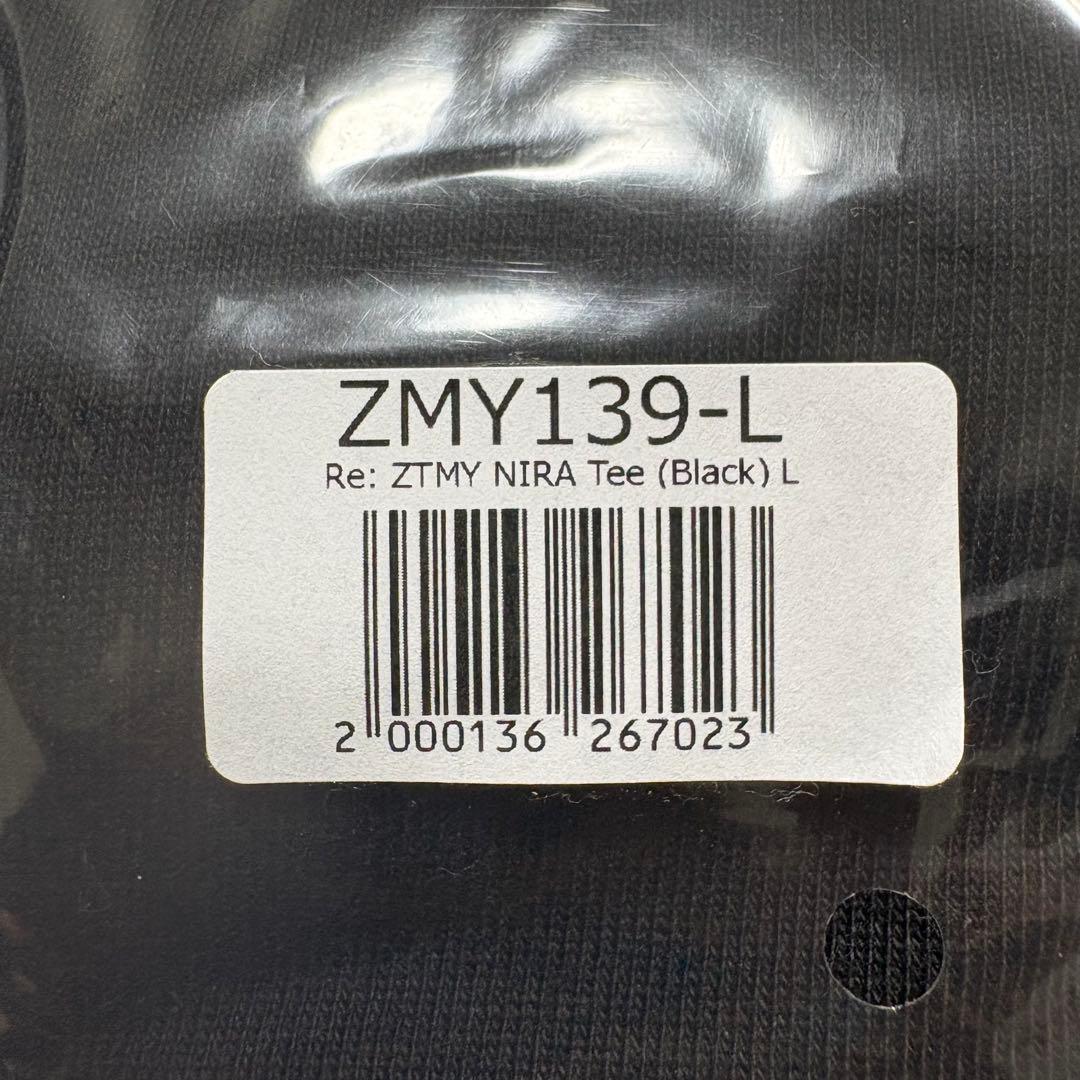 ZMY139-L
Re: ZTMY NIRA Tee (Black) L
2 000136 267023